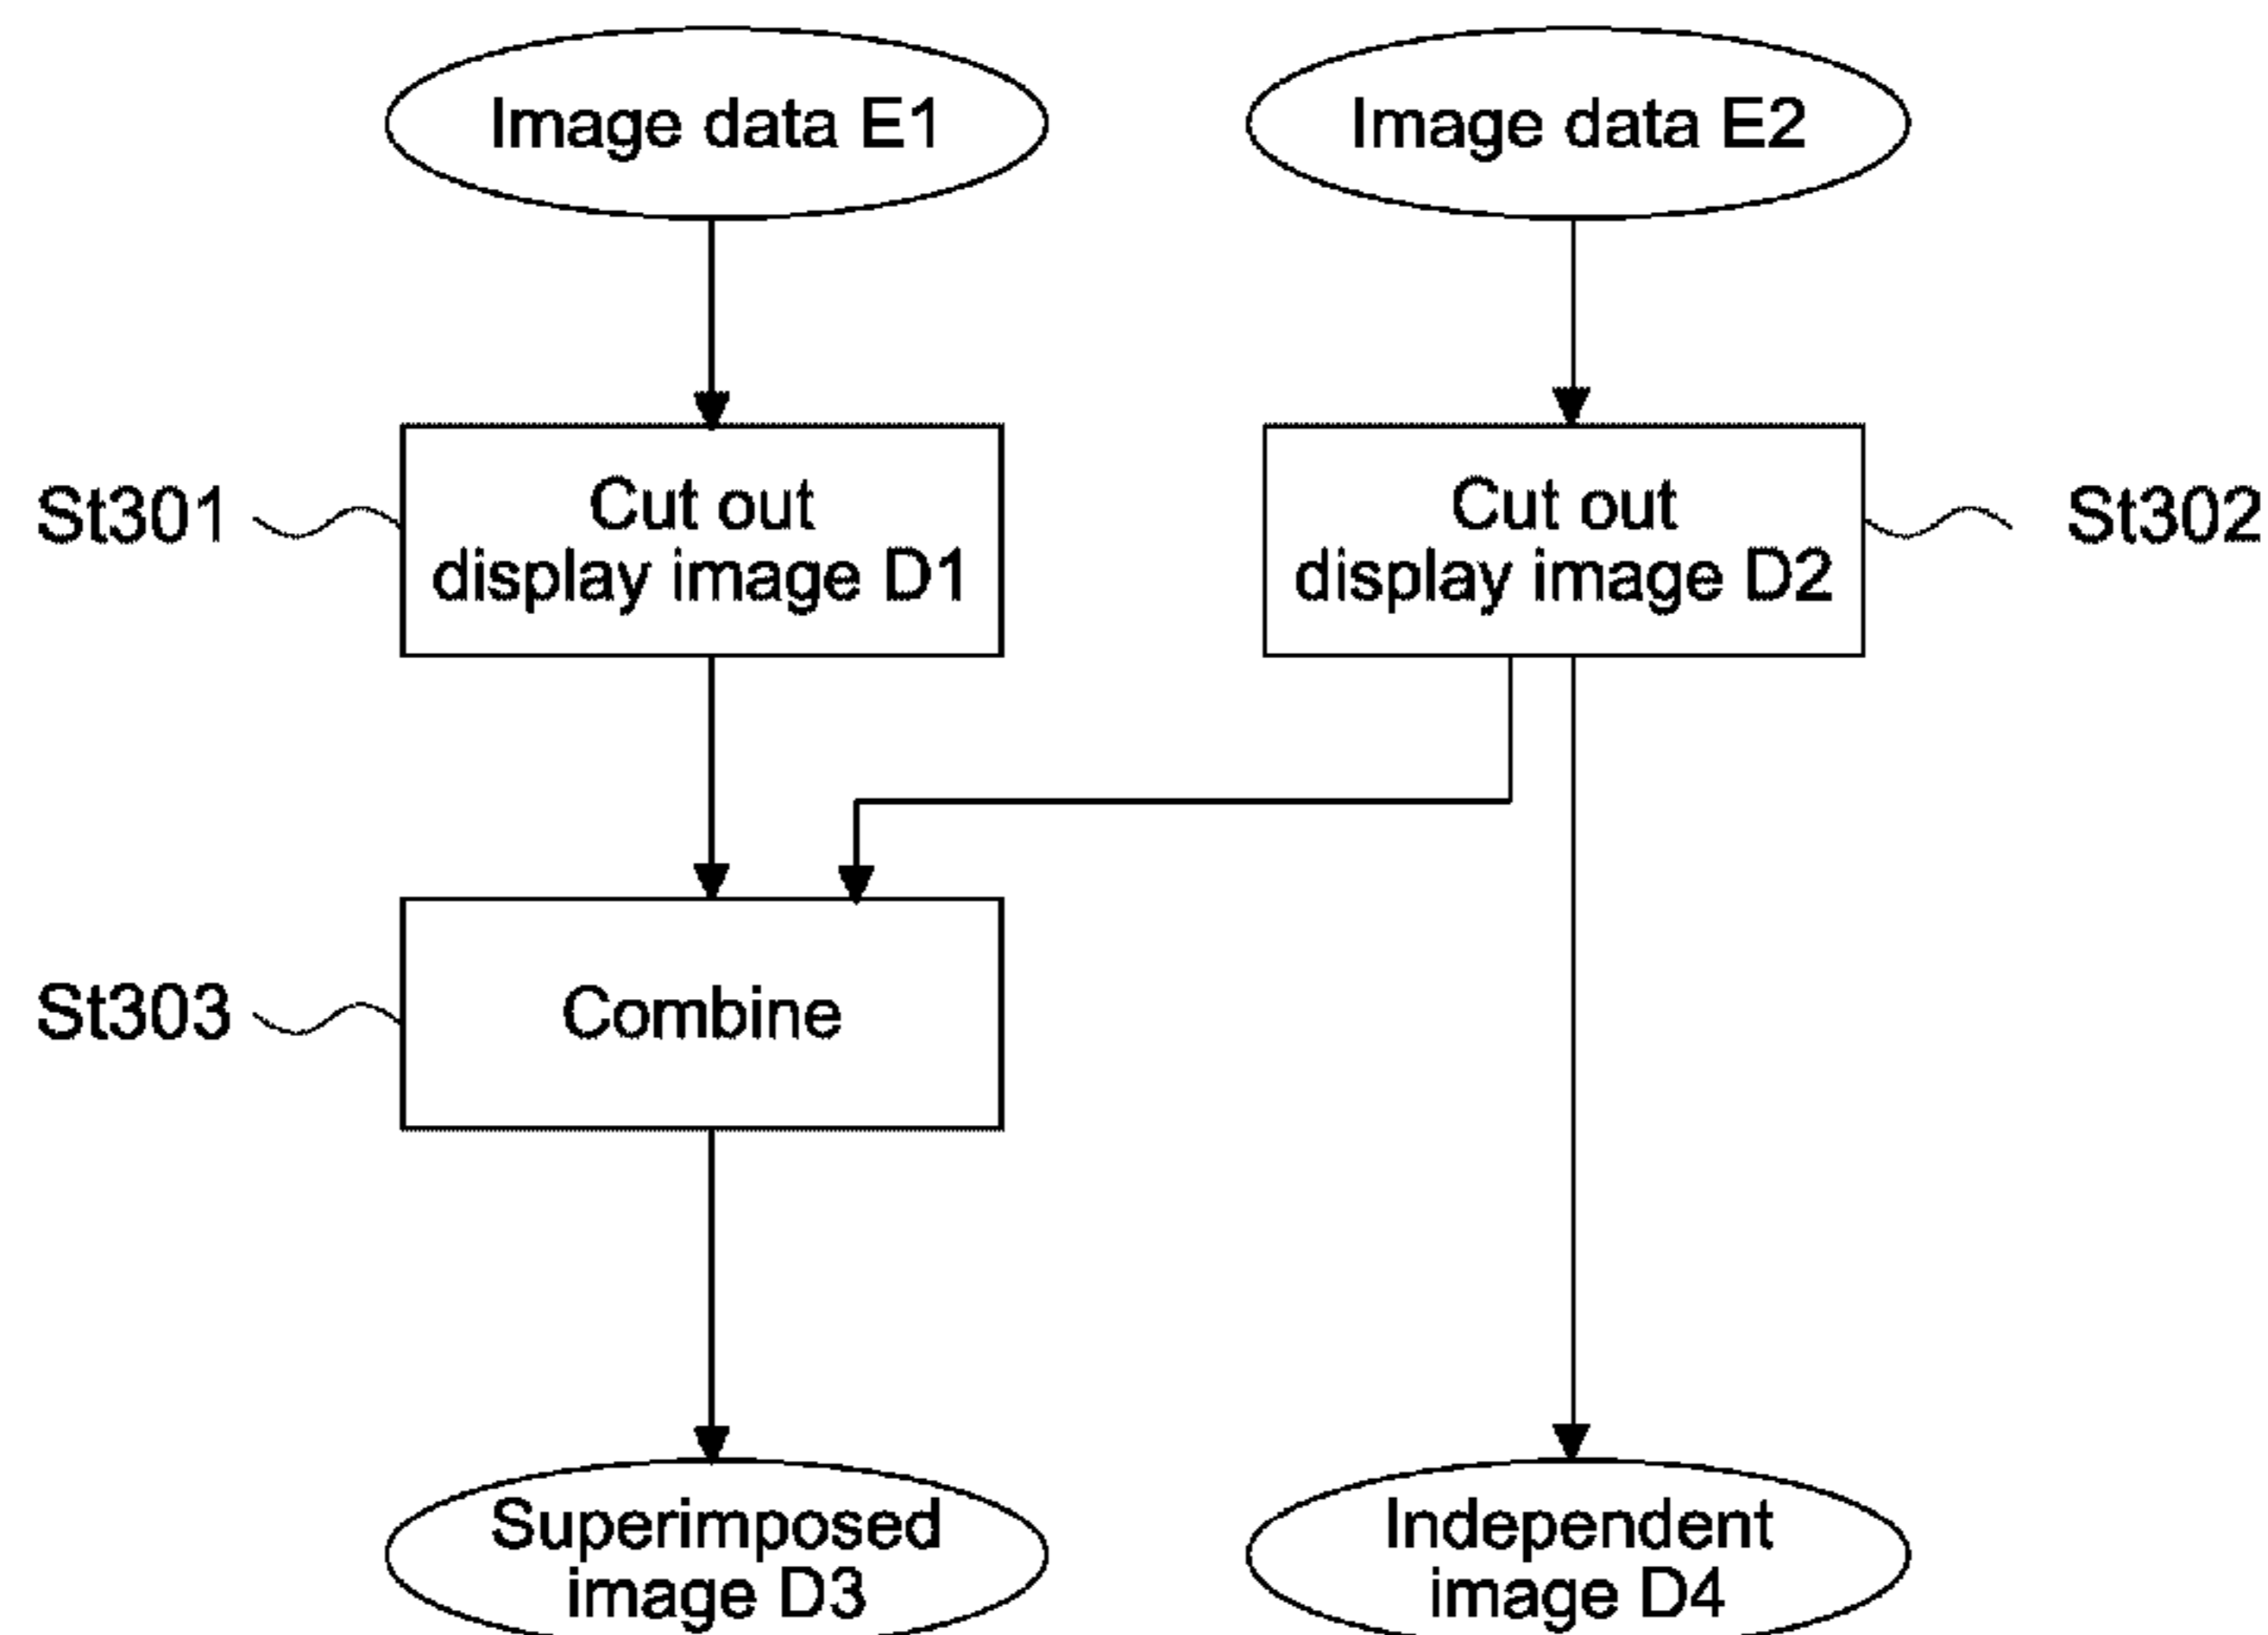 Image data E1
Image data E2
St301
Cut out
display image D1
Cut out
display image D2
St302
St303
Combine
Superimposed
image D3
Independent
image D4